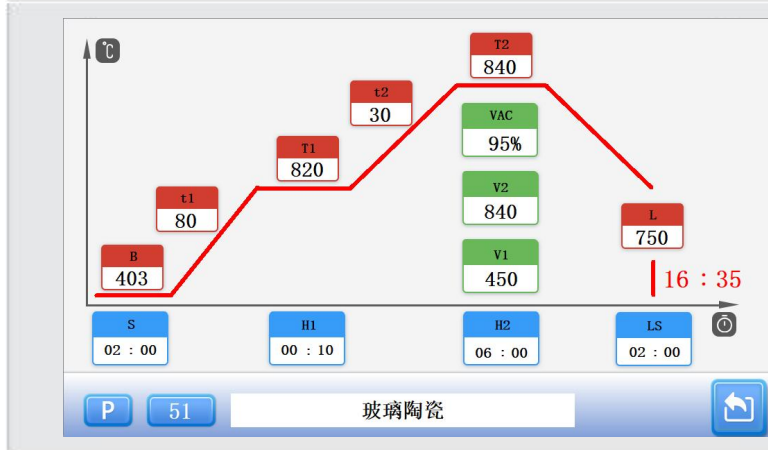 ℃
T2
840
t2
30
VAC
95%
T1
820
V2
840
t1
80
L
750
B
403
V1
450
16 : 35
S
02 : 00
H1
00 : 10
H2
06 : 00
LS
02 : 00
P
51
玻璃陶瓷